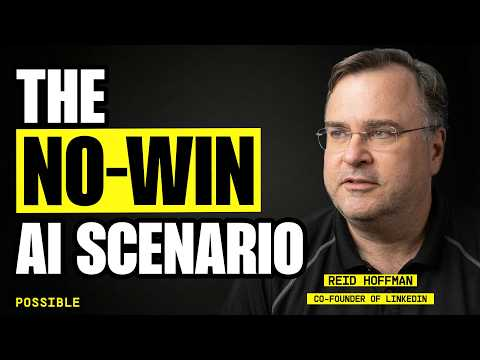 THE
NO-WIN
AI SCENARIO
REID HOFFMAN
CO-FOUNDER OF LINKEDIN
POSSIBLE